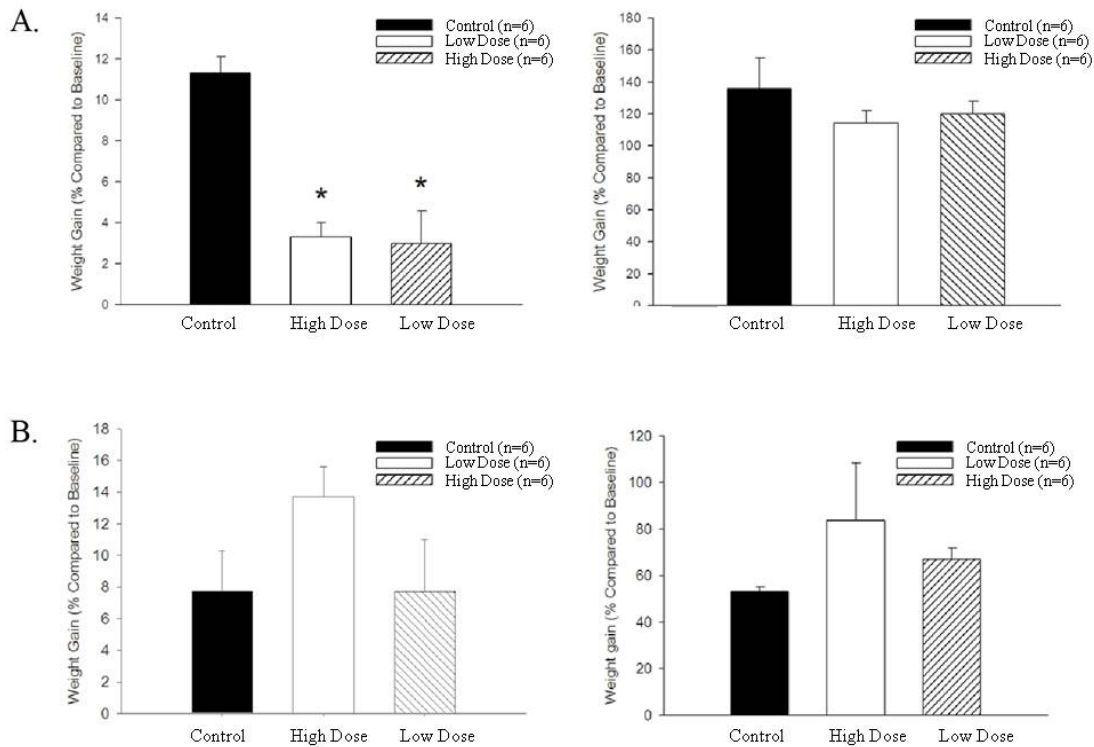 A.
Weight Gain (% Compared to Baseline)
14
12
10
8
6
4
2
0
Control (n=6)
Low Dose (n=6)
High Dose (n=6)
*
*
Control
High Dose
Low Dose
Weight Gain (% Compared to Baseline)
180
160
140
120
100
80
60
40
20
0
Control (n=6)
Low Dose (n=6)
High Dose (n=6)
Control
High Dose
Low Dose
B.
Weight Gain (% Compared to Baseline)
18
16
14
12
10
8
6
4
2
0
Control (n=6)
Low Dose (n=6)
High Dose (n=6)
Control
High Dose
Low Dose
Weight gain (% Compared to Baseline)
120
100
80
60
40
20
0
Control (n=6)
Low Dose (n=6)
High Dose (n=6)
Control
High Dose
Low Dose